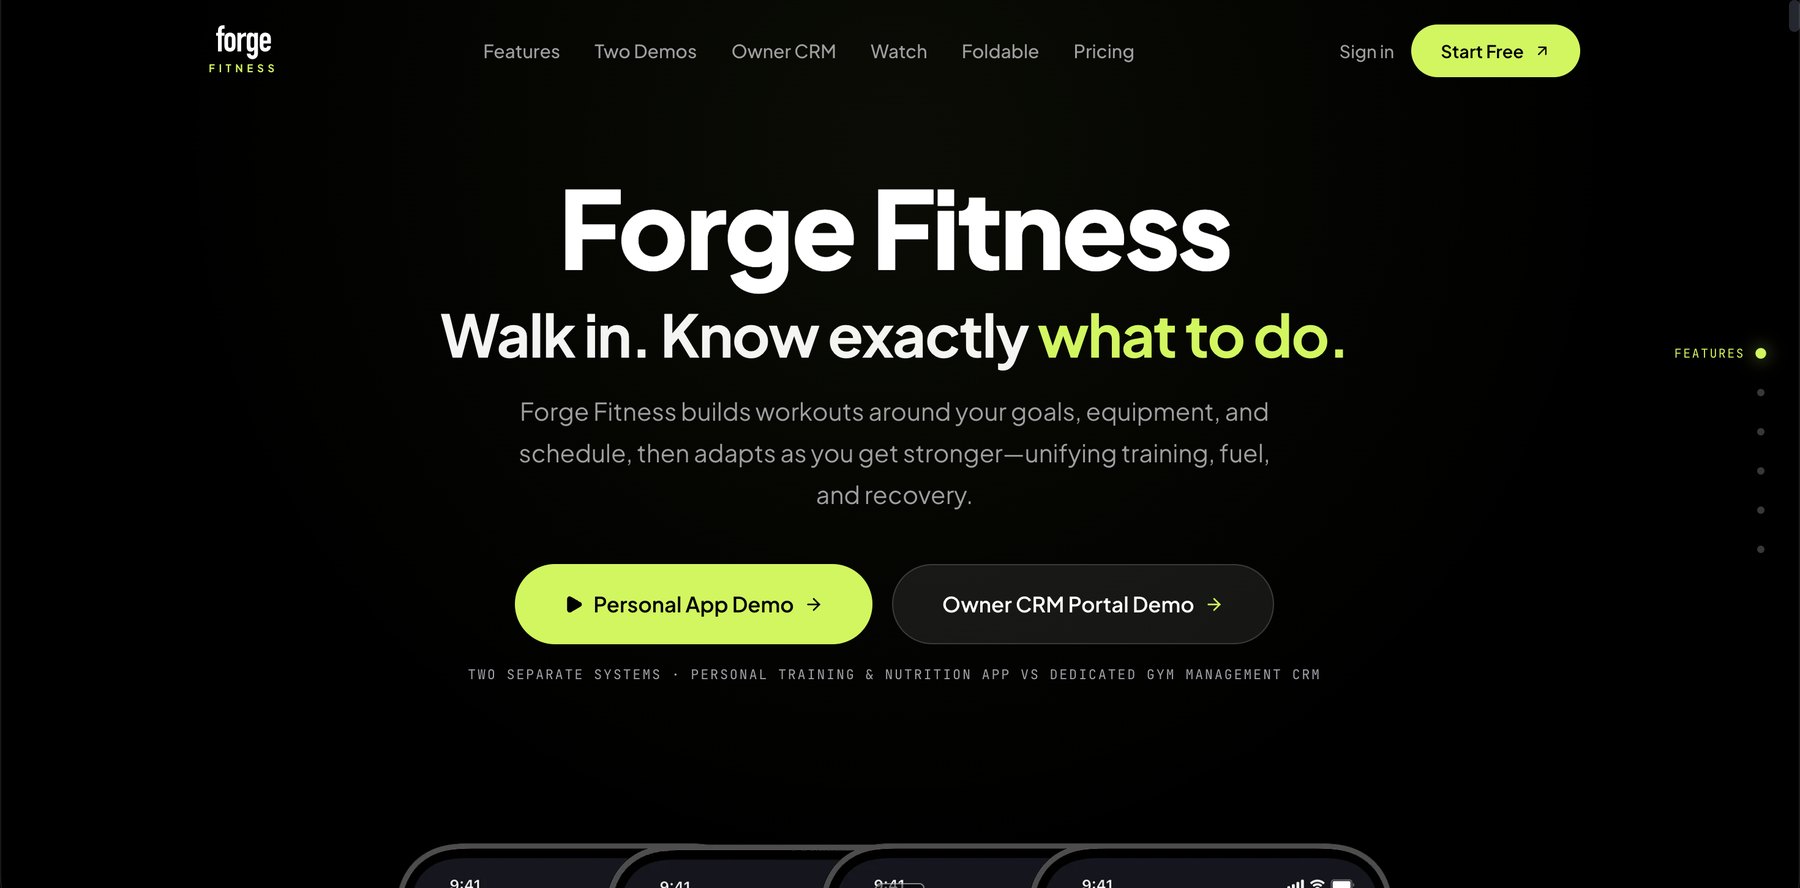 forge
FITNESS
Features
Two Demos
Owner CRM
Watch
Foldable
Pricing
Sign in
Start Free
Forge Fitness
Walk in. Know exactly what to do.
FEATURES
Forge Fitness builds workouts around your goals, equipment, and
schedule, then adapts as you get stronger—unifying training, fuel,
and recovery.
Personal App Demo
Owner CRM Portal Demo
TWO SEPARATE SYSTEMS · PERSONAL TRAINING & NUTRITION APP VS DEDICATED GYM MANAGEMENT CRM
9:41
9:41
9:41
9:41